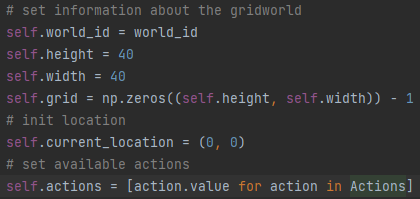 # set information about the gridworld
self.world_id = world_id
self.height = 40
self.width = 40
self.grid = np.zeros((self.height, self.width)) - 1
# init location
self.current_location = (0, 0)
# set available actions
self.actions = [action.value for action in Actions]